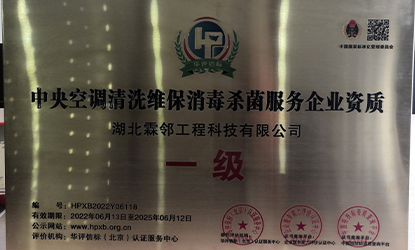 华评信标
中央空调清洗维保消毒杀菌服务企业资质
湖北霖邻工程科技有限公司
一级
编 号：HPXB2022Y06118
有效期：2022年06月13日至2025年06月12日
公示网站：www.hpxb.org.cn
评价机构：华评信标（北京）认证服务中心